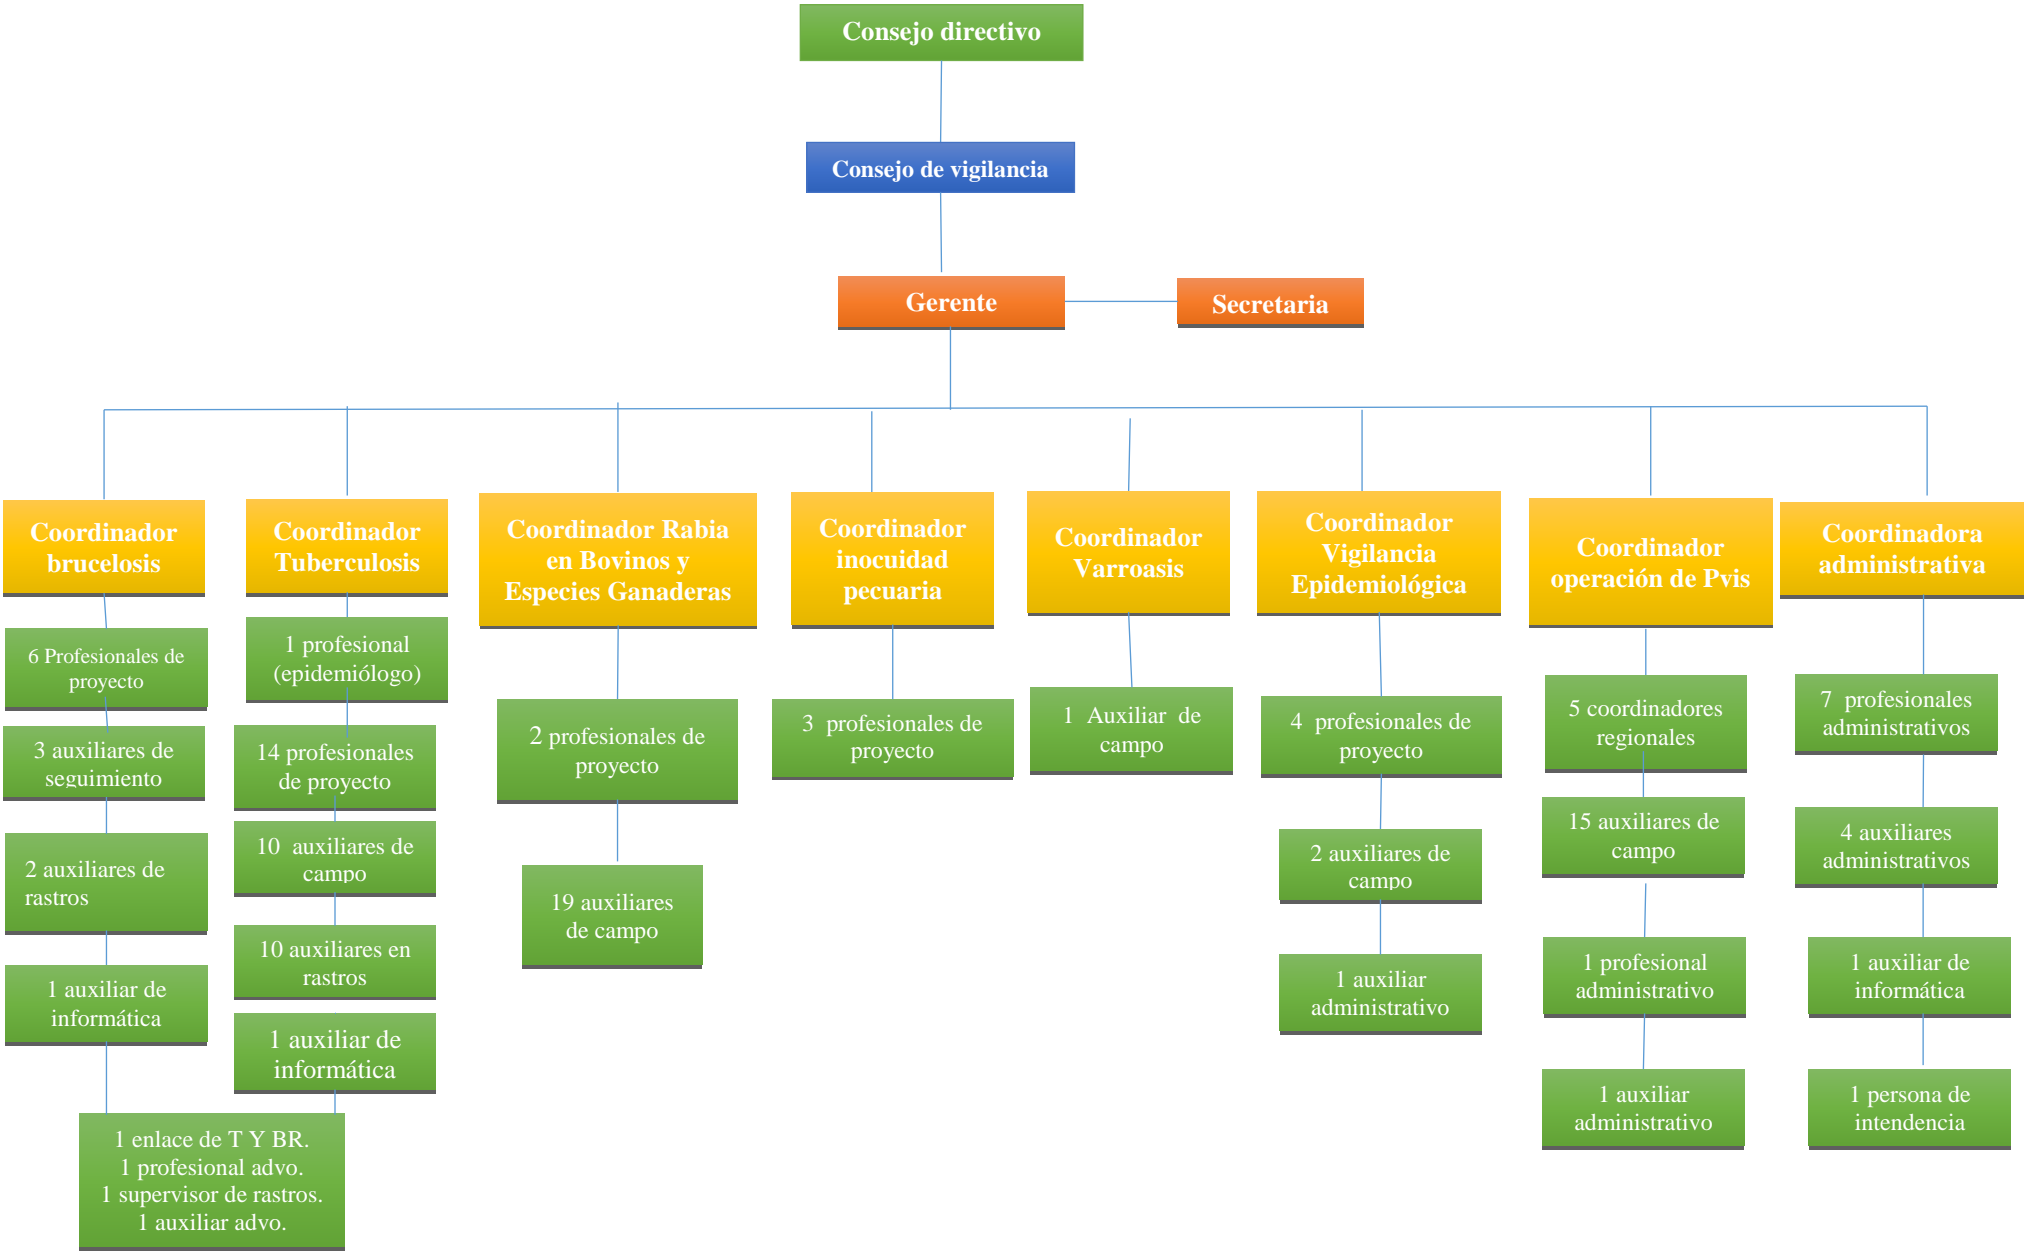 Consejo directivo
Consejo de vigilancia
Gerente
Secretaria
Coordinador
brucelosis
6 Profesionales de
proyecto
3 auxiliares de
seguimiento
2 auxiliares de
rastros
1 auxiliar de
informática
Coordinador
Tuberculosis
1 profesional
(epidemiólogo)
14 profesionales
de proyecto
10 auxiliares de
campo
10 auxiliares en
rastros
1 auxiliar de
informática
1 enlace de T Y BR.
1 profesional advo.
1 supervisor de rastros.
1 auxiliar advo.
Coordinador Rabia
en Bovinos y
Especies Ganaderas
2 profesionales de
proyecto
19 auxiliares
de campo
Coordinador
inocuidad
pecuaria
3 profesionales de
proyecto
Coordinador
Varroasis
1 Auxiliar de
campo
Coordinador
Vigilancia
Epidemiológica
4 profesionales de
proyecto
2 auxiliares de
campo
1 auxiliar
administrativo
Coordinador
operación de Pvis
5 coordinadores
regionales
15 auxiliares de
campo
1 profesional
administrativo
1 auxiliar
administrativo
Coordinadora
administrativa
7 profesionales
administrativos
4 auxiliares
administrativos
1 auxiliar de
informática
1 persona de
intendencia